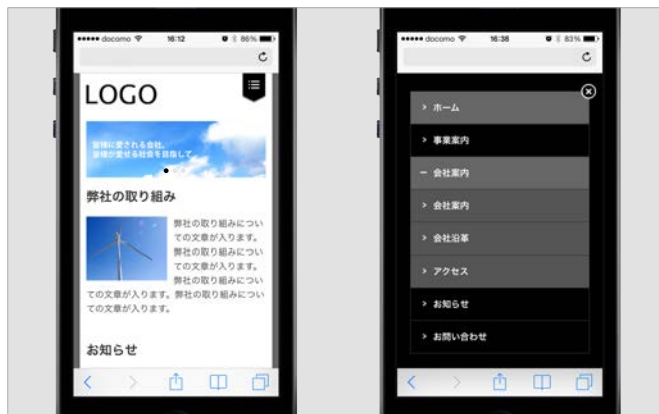 docomo 16:12 86%
LOGO
皆様に愛される会社。
皆様が愛せる社会を目指して
弊社の取り組み
弊社の取り組みについ
ての文章が入ります。
弊社の取り組みについ
ての文章が入ります。
弊社の取り組みについ
ての文章が入ります。弊社の取り組みについ
ての文章が入ります。
お知らせ
docomo 16:38 83%
ホーム
事業案内
会社案内
会社案内
会社沿革
アクセス
お知らせ
お問い合わせ